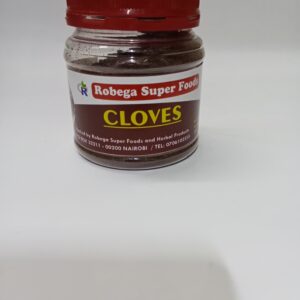 Robega Super Foods
CLOVES
by Robega Super Foods and Herbal Products
00200 NAIROBI / TEL: